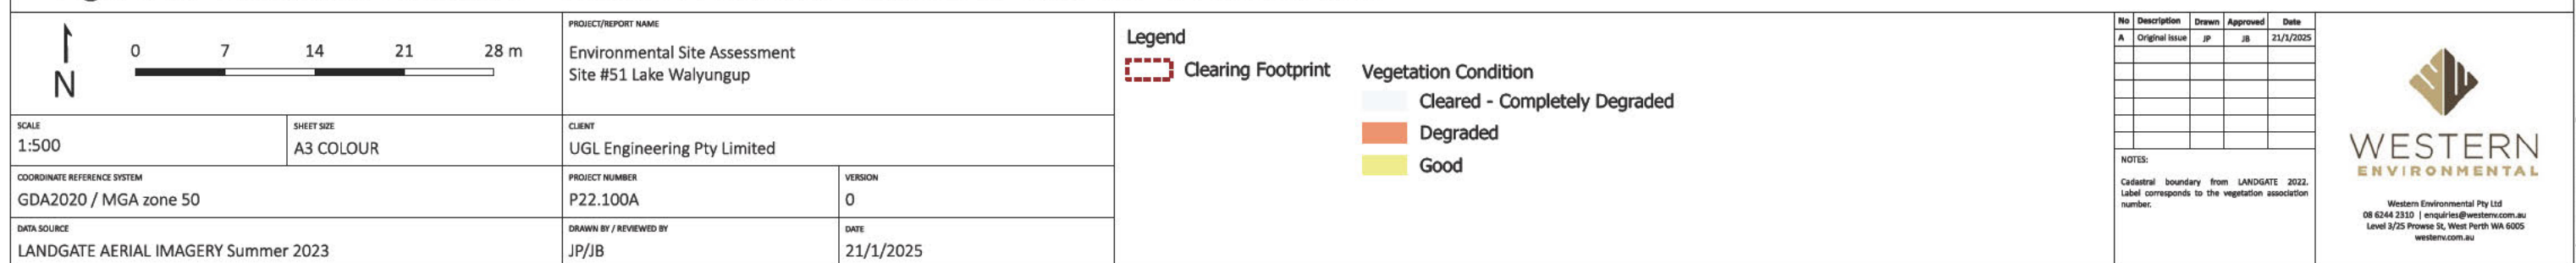 N
0 7 14 21 28 m
PROJECT/REPORT NAME
Environmental Site Assessment
Site #51 Lake Walyungup
SCALE
1:500
SHEET SIZE
A3 COLOUR
CLIENT
UGL Engineering Pty Limited
COORDINATE REFERENCE SYSTEM
GDA2020 / MGA zone 50
PROJECT NUMBER
P22.100A
VERSION
0
DATA SOURCE
LANDGATE AERIAL IMAGERY Summer 2023
DRAWN BY / REVIEWED BY
JP/JB
DATE
21/1/2025
Legend
Clearing Footprint
Vegetation Condition
Cleared - Completely Degraded
Degraded
Good
No Description Drawn Approved Date
A Original issue JP JB 21/1/2025
NOTES:
Cadastral boundary from LANDGATE 2022.
Label corresponds to the vegetation association
number.
WESTERN
ENVIRONMENTAL
Western Environmental Pty Ltd
08 6244 2310 | enquiries@westenv.com.au
Level 3/25 Prowse St, West Perth WA 6005
westenv.com.au